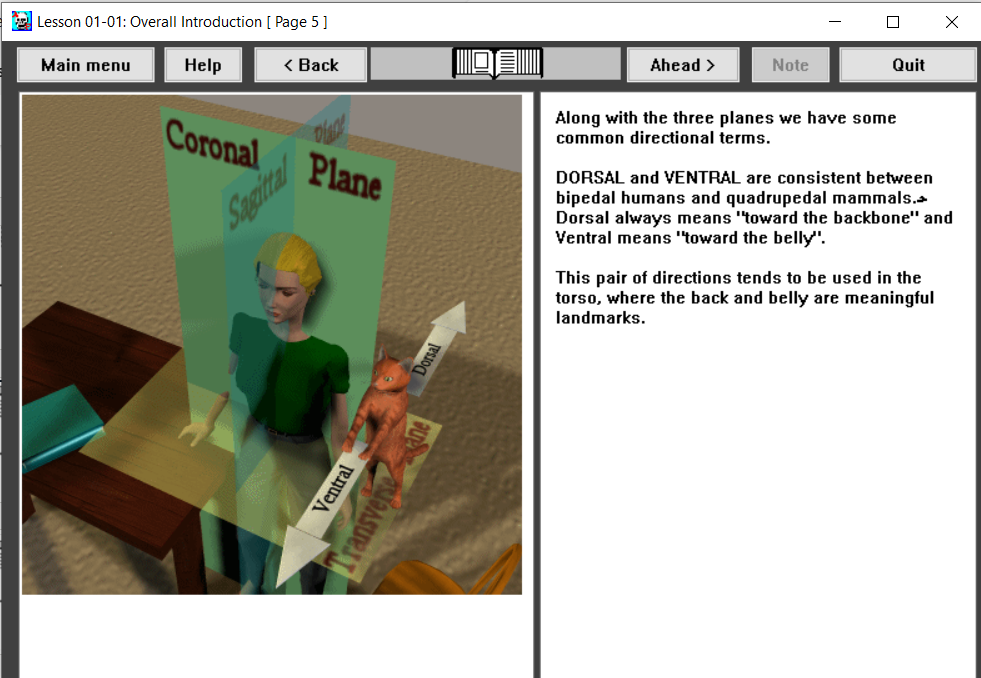 Lesson 01-01: Overall Introduction [ Page 5 ]
Main menu
Help
< Back
Ahead >
Note
Quit
Coronal
Plane
Sagittal
Plane
Dorsal
Ventral
Transverse
Along with the three planes we have some
common directional terms.
DORSAL and VENTRAL are consistent between
bipedal humans and quadrupedal mammals.
Dorsal always means "toward the backbone" and
Ventral means "toward the belly".
This pair of directions tends to be used in the
torso, where the back and belly are meaningful
landmarks.